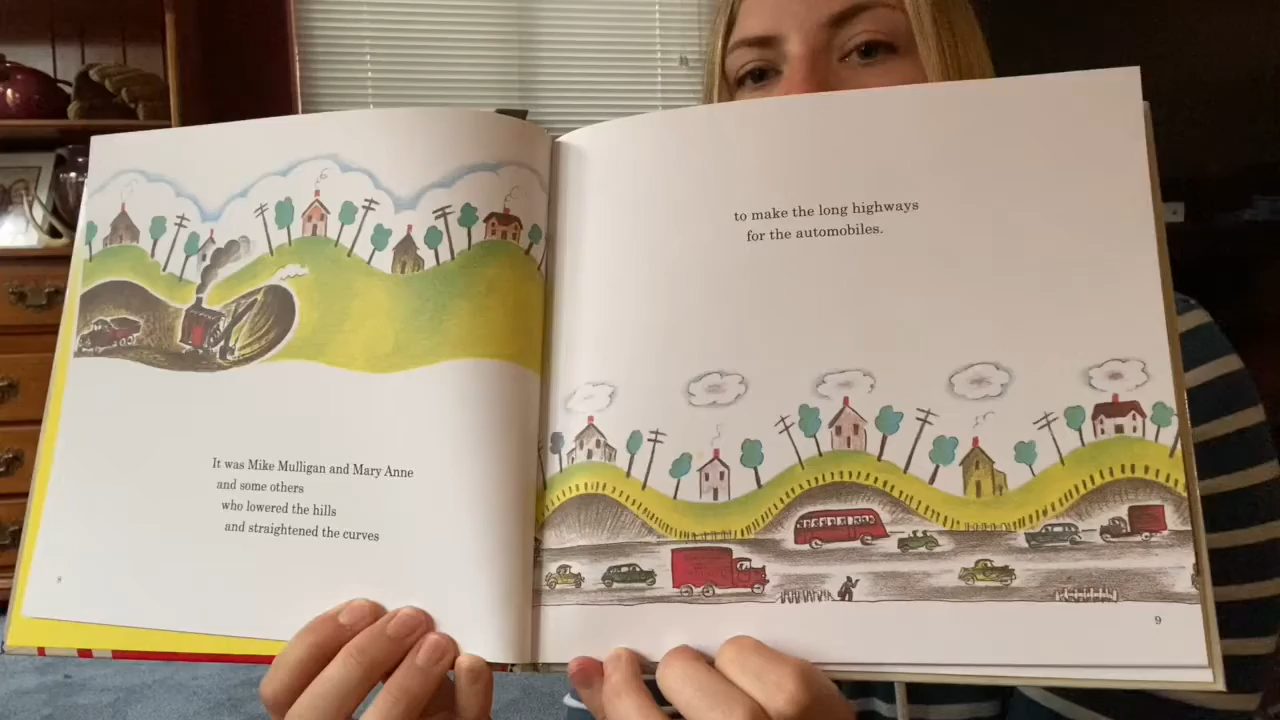 It was Mike Mulligan and Mary Anne
and some others
who lowered the hills
and straightened the curves
8
to make the long highways
for the automobiles.
9